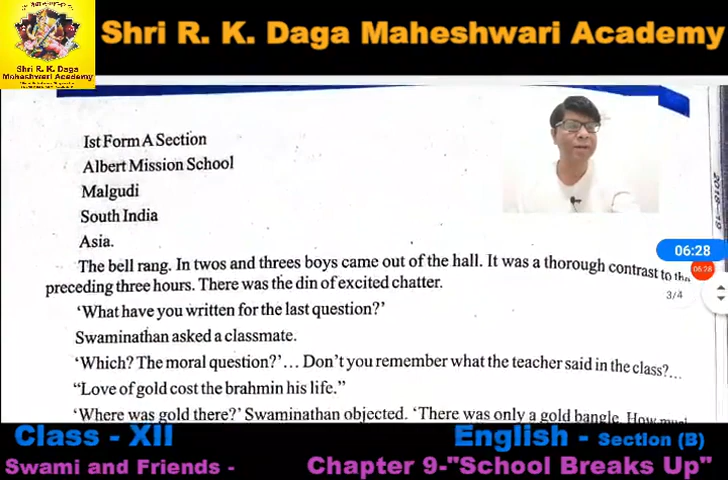 Shri R. K. Daga Maheshwari Academy
Shri R. K. Daga
Maheshwari Academy
Ist Form A Section
Albert Mission School
Malgudi
South India
Asia.
The bell rang. In twos and threes boys came out of the hall. It was a thorough contrast to the
preceding three hours. There was the din of excited chatter.
‘What have you written for the last question?’
Swaminathan asked a classmate.
‘Which? The moral question?’... Don’t you remember what the teacher said in the class?...
“Love of gold cost the brahmin his life.”
‘Where was gold there?’ Swaminathan objected. ‘There was only a gold bangle. How
06:28
06:28
3/4
2018-19
Class - XII
English - Section (B)
Swami and Friends -
Chapter 9-"School Breaks Up"